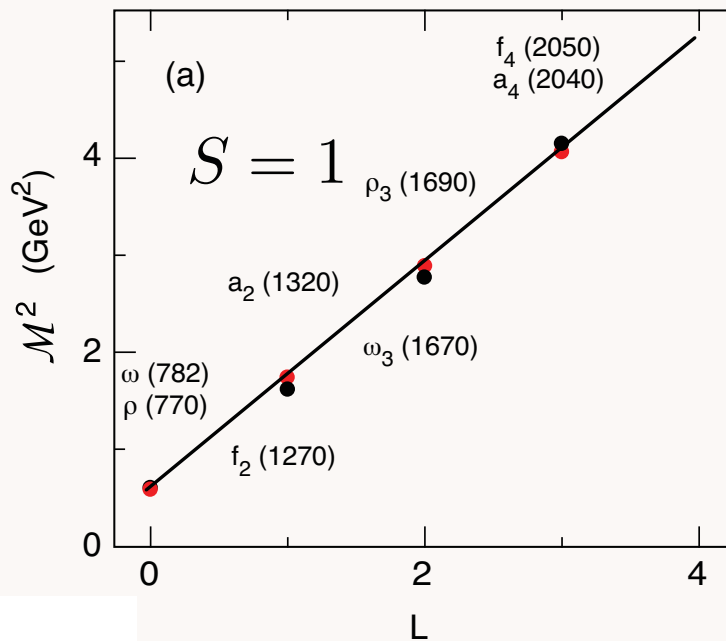 f₄ (2050)
(a)
a₄ (2040)
4
S = 1
ρ₃ (1690)
ℳ² (GeV²)
a₂ (1320)
ω₃ (1670)
2
ω (782)
ρ (770)
f₂ (1270)
0
0 2 4
L